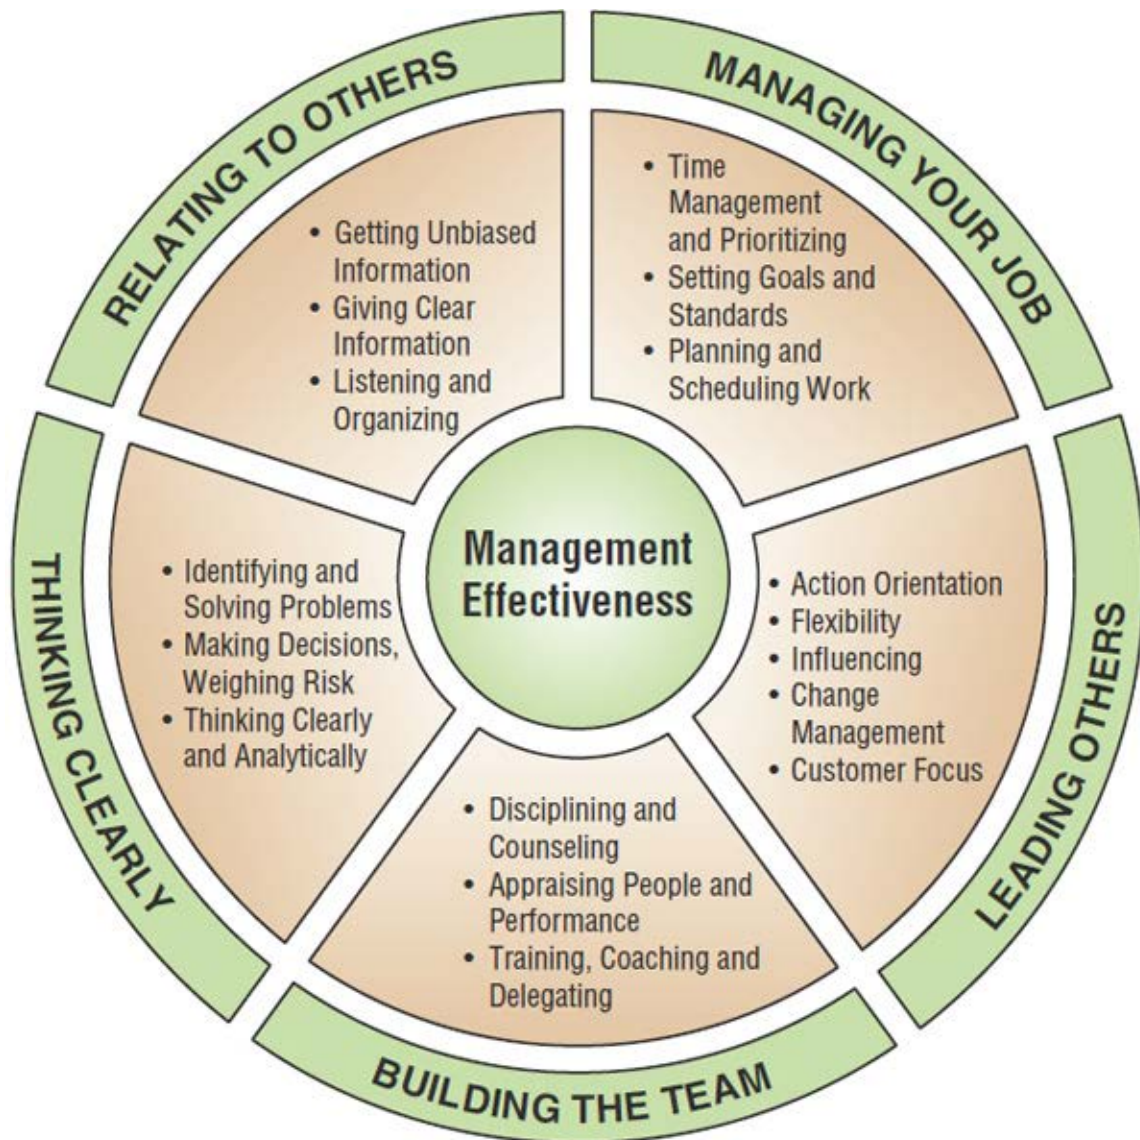 RELATING TO OTHERS
• Getting Unbiased
Information
• Giving Clear
Information
• Listening and
Organizing
MANAGING YOUR JOB
• Time
Management
and Prioritizing
• Setting Goals and
Standards
• Planning and
Scheduling Work
Management
Effectiveness
THINKING CLEARLY
• Identifying and
Solving Problems
• Making Decisions,
Weighing Risk
• Thinking Clearly
and Analytically
LEADING OTHERS
• Action Orientation
• Flexibility
• Influencing
• Change
Management
• Customer Focus
• Disciplining and
Counseling
• Appraising People and
Performance
• Training, Coaching and
Delegating
BUILDING THE TEAM